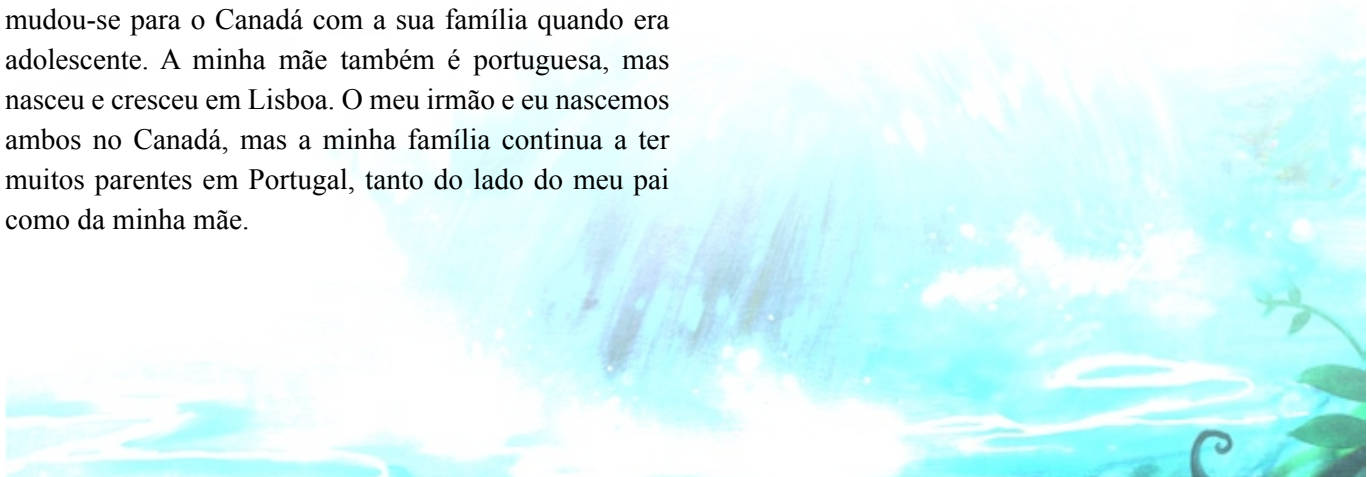 mudou-se para o Canadá com a sua família quando era
adolescente. A minha mãe também é portuguesa, mas
nasceu e cresceu em Lisboa. O meu irmão e eu nascemos
ambos no Canadá, mas a minha família continua a ter
muitos parentes em Portugal, tanto do lado do meu pai
como da minha mãe.